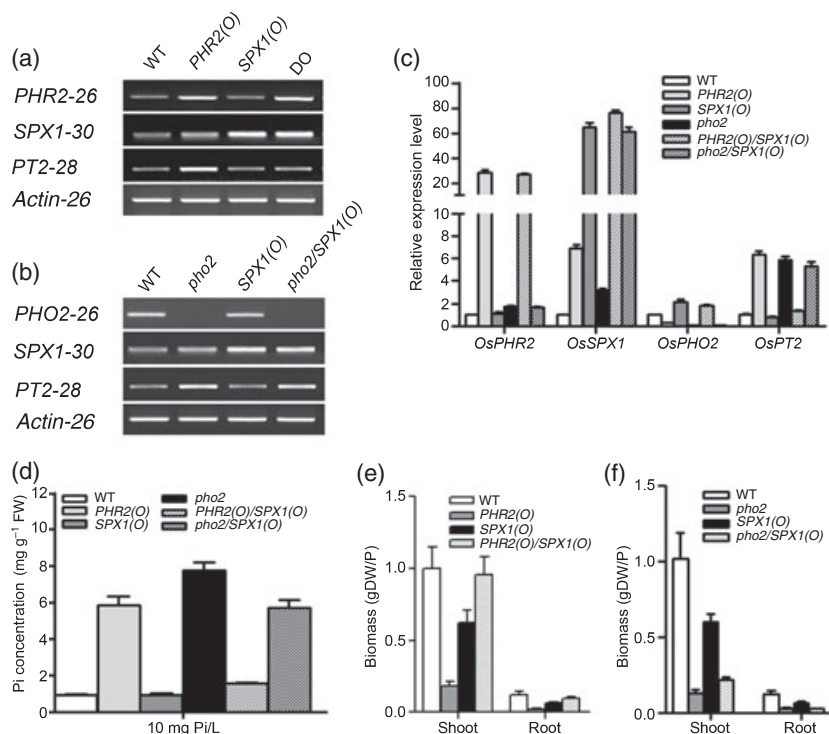 (a)
WT
PHR2(O)
SPX1(O)
DO
PHR2-26
SPX1-30
PT2-28
Actin-26
(b)
WT
pho2
SPX1(O)
pho2/SPX1(O)
PHO2-26
SPX1-30
PT2-28
Actin-26
(c)
Relative expression level
100
80
60
40
20
10
8
6
4
2
0
WT
PHR2(O)
SPX1(O)
pho2
PHR2(O)/SPX1(O)
pho2/SPX1(O)
OsPHR2
OsSPX1
OsPHO2
OsPT2
(d)
Pi concentration (mg g⁻¹ FW)
12
10
8
6
4
2
0
WT
PHR2(O)
SPX1(O)
pho2
PHR2(O)/SPX1(O)
pho2/SPX1(O)
10 mg Pi/L
(e)
Biomass (gDW/P)
1.5
1.0
0.5
0.0
WT
PHR2(O)
SPX1(O)
PHR2(O)/SPX1(O)
Shoot
Root
(f)
Biomass (gDW/P)
1.5
1.0
0.5
0.0
WT
pho2
SPX1(O)
pho2/SPX1(O)
Shoot
Root